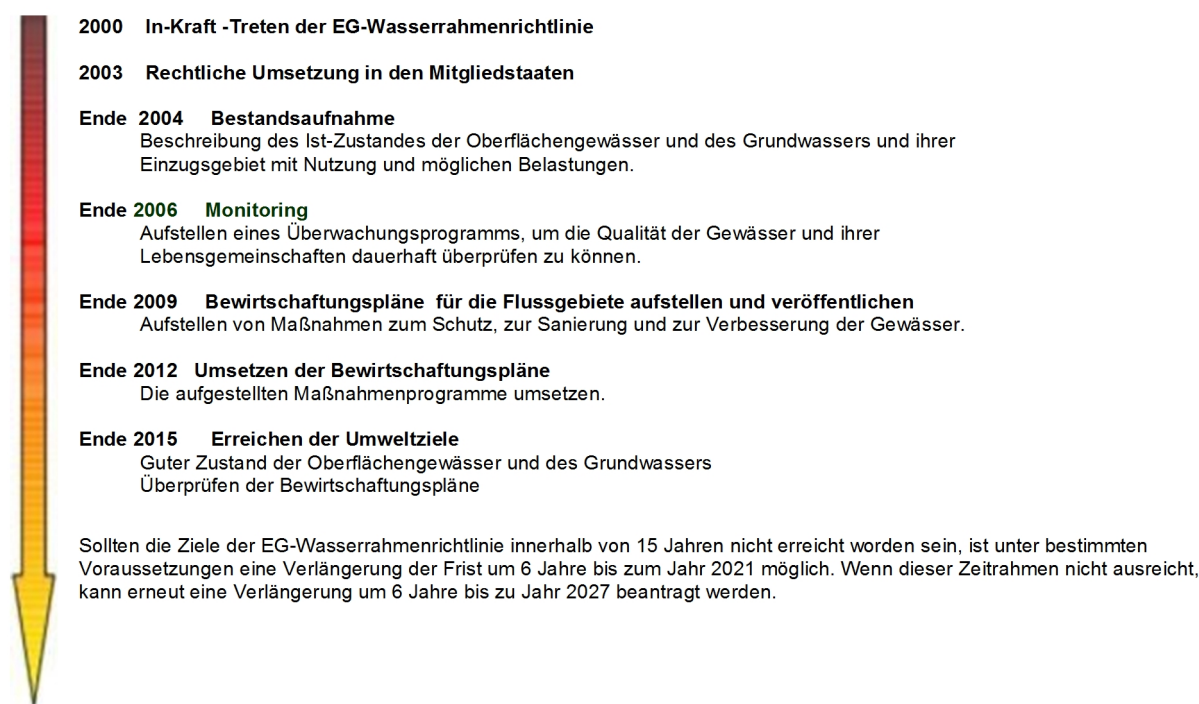 2000 In-Kraft -Treten der EG-Wasserrahmenrichtlinie
2003 Rechtliche Umsetzung in den Mitgliedstaaten
Ende 2004 Bestandsaufnahme
Beschreibung des Ist-Zustandes der Oberflächengewässer und des Grundwassers und ihrer
Einzugsgebiet mit Nutzung und möglichen Belastungen.
Ende 2006 Monitoring
Aufstellen eines Überwachungsprogramms, um die Qualität der Gewässer und ihrer
Lebensgemeinschaften dauerhaft überprüfen zu können.
Ende 2009 Bewirtschaftungspläne für die Flussgebiete aufstellen und veröffentlichen
Aufstellen von Maßnahmen zum Schutz, zur Sanierung und zur Verbesserung der Gewässer.
Ende 2012 Umsetzen der Bewirtschaftungspläne
Die aufgestellten Maßnahmenprogramme umsetzen.
Ende 2015 Erreichen der Umweltziele
Guter Zustand der Oberflächengewässer und des Grundwassers
Überprüfen der Bewirtschaftungspläne
Sollten die Ziele der EG-Wasserrahmenrichtlinie innerhalb von 15 Jahren nicht erreicht worden sein, ist unter bestimmten
Voraussetzungen eine Verlängerung der Frist um 6 Jahre bis zum Jahr 2021 möglich. Wenn dieser Zeitrahmen nicht ausreicht,
kann erneut eine Verlängerung um 6 Jahre bis zu Jahr 2027 beantragt werden.